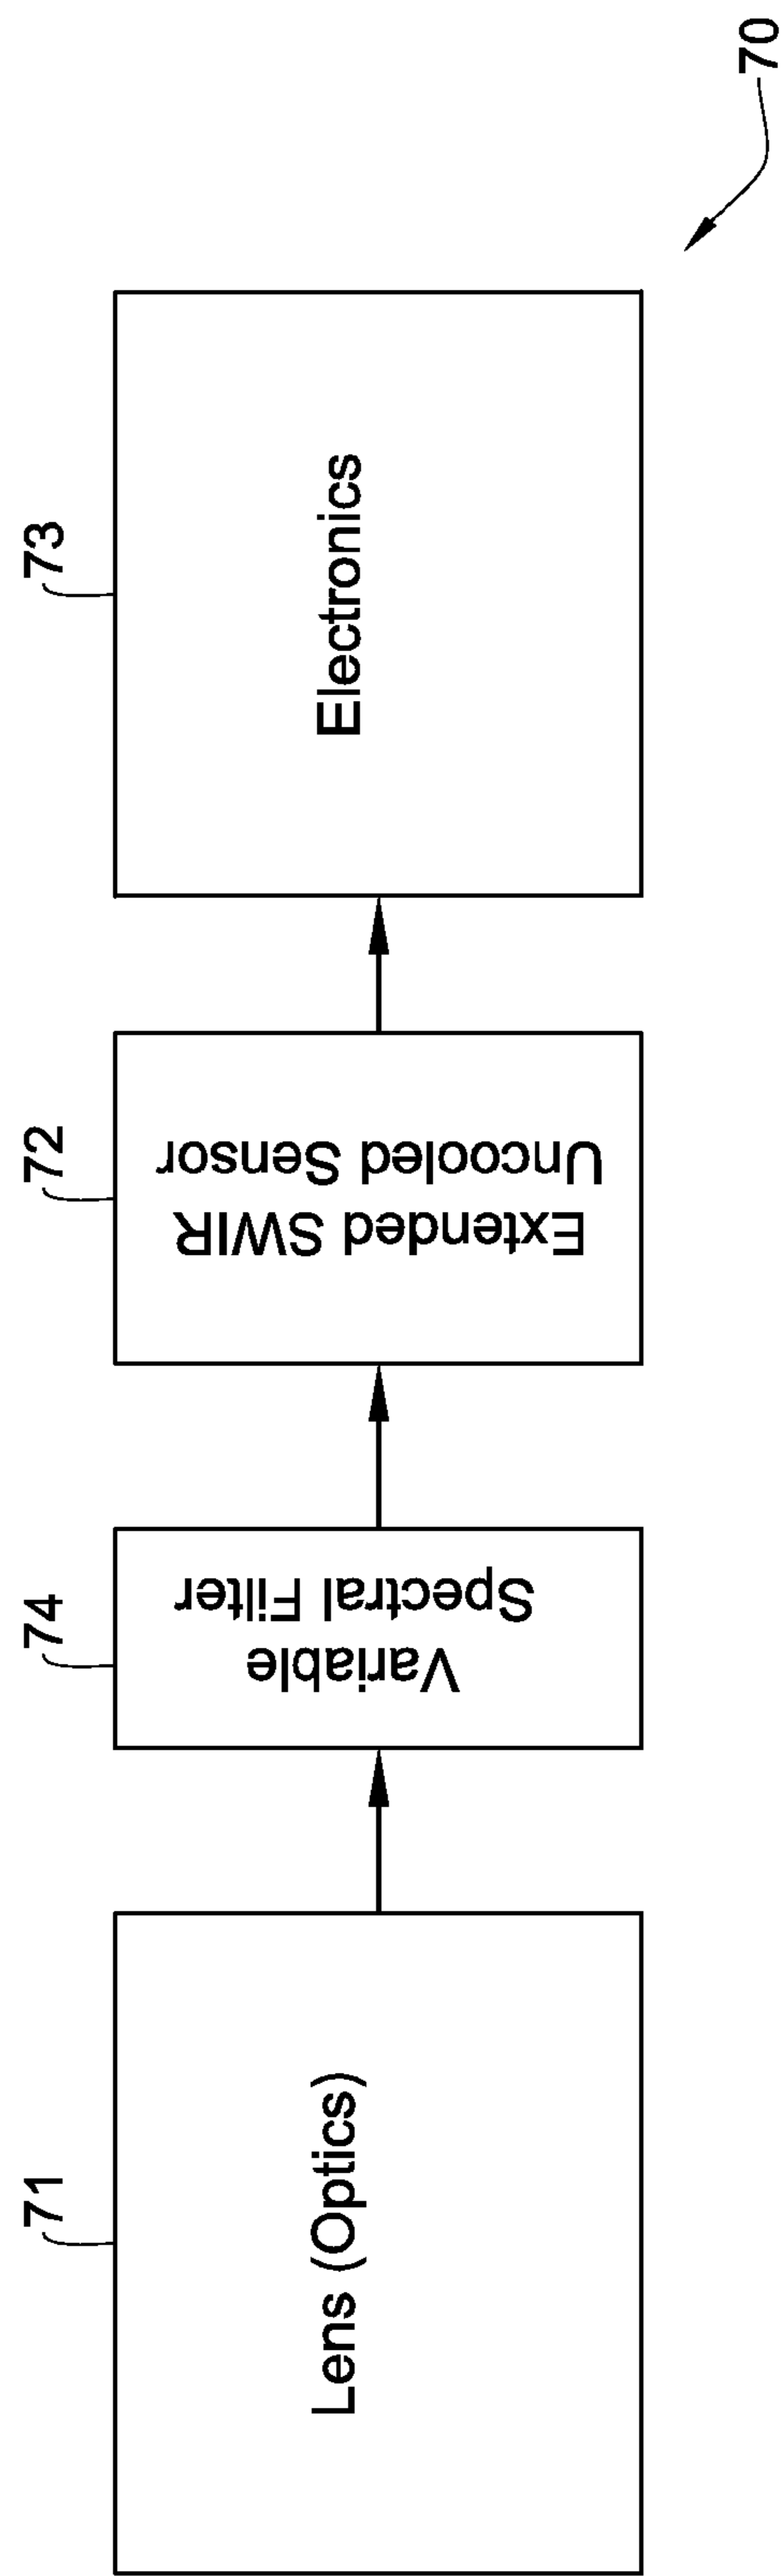 71
Lens (Optics)
74
Variable
Spectral Filter
72
Extended SWIR
Uncooled Sensor
73
Electronics
70